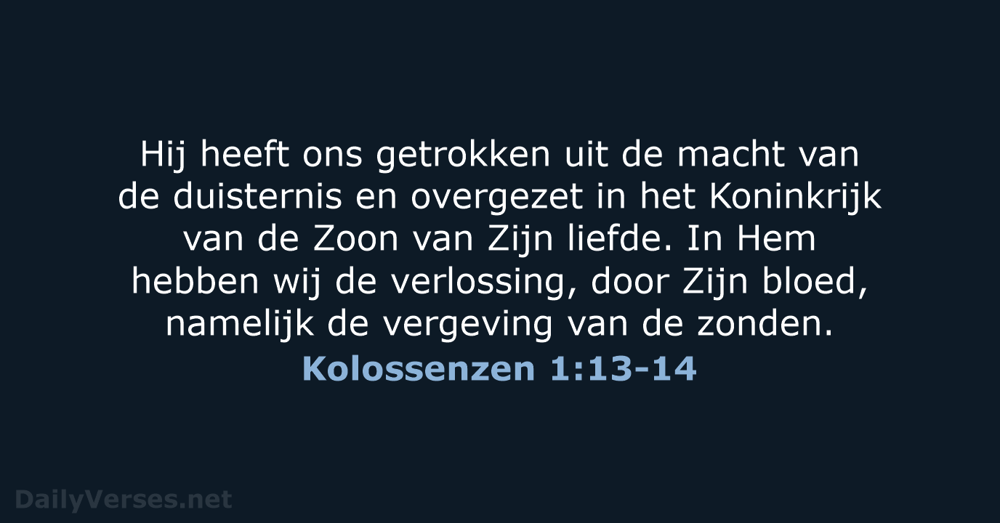 Hij heeft ons getrokken uit de macht van
de duisternis en overgezet in het Koninkrijk
van de Zoon van Zijn liefde. In Hem
hebben wij de verlossing, door Zijn bloed,
namelijk de vergeving van de zonden.
Kolossenzen 1:13-14
DailyVerses.net